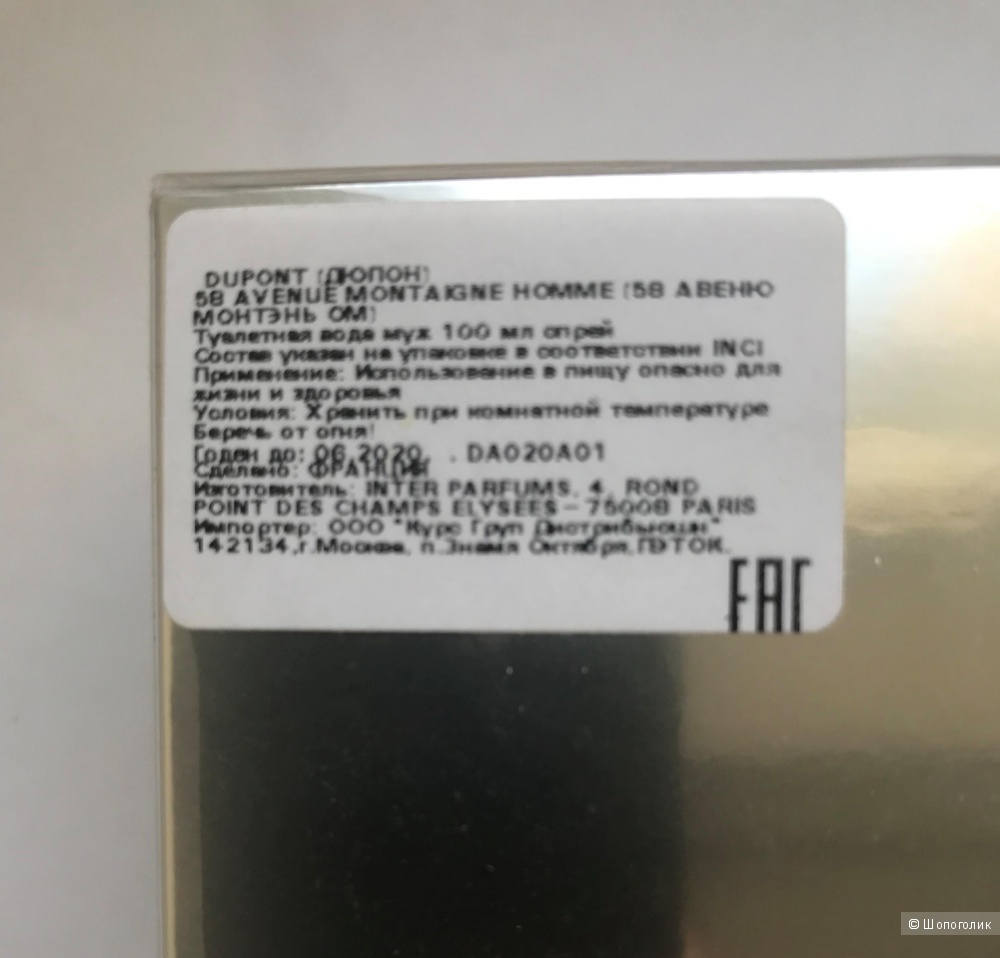 DUPONT (ДЮПОН)
58 AVENUE MONTAIGNE HOMME (58 АВЕНЮ
МОНТЭНЬ ОМ)
Туалетная вода муж 100 мл спрей
Состав указан на упаковке в соответствии INCI
Применение: Использование в пищу опасно для
жизни и здоровья
Условия: Хранить при комнатной температуре
Беречь от огня!
Годен до: 06.2020, . DA020A01
Сделано: ФРАНЦИЯ
Изготовитель: INTER PARFUMS, 4, ROND
POINT DES CHAMPS ELYSEES - 75008 PARIS
Импортер: ООО "Курс Груп Дистрибьюшн"
142134,г.Москва, п.Знамя Октября,ПЭТОК,
EAC
© Шопоголик